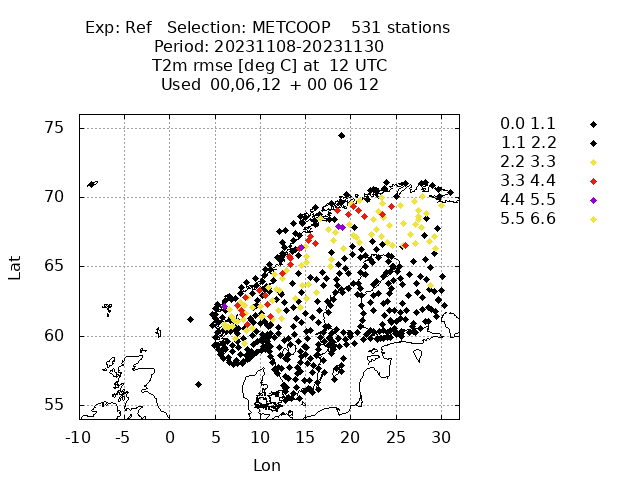 Exp: Ref   Selection: METCOOP    531 stations
Period: 20231108-20231130
T2m rmse [deg C] at  12 UTC
Used  00,06,12  + 00 06 12
75
70
65
60
55
Lat
-10 -5 0 5 10 15 20 25 30
Lon
0.0 1.1
1.1 2.2
2.2 3.3
3.3 4.4
4.4 5.5
5.5 6.6